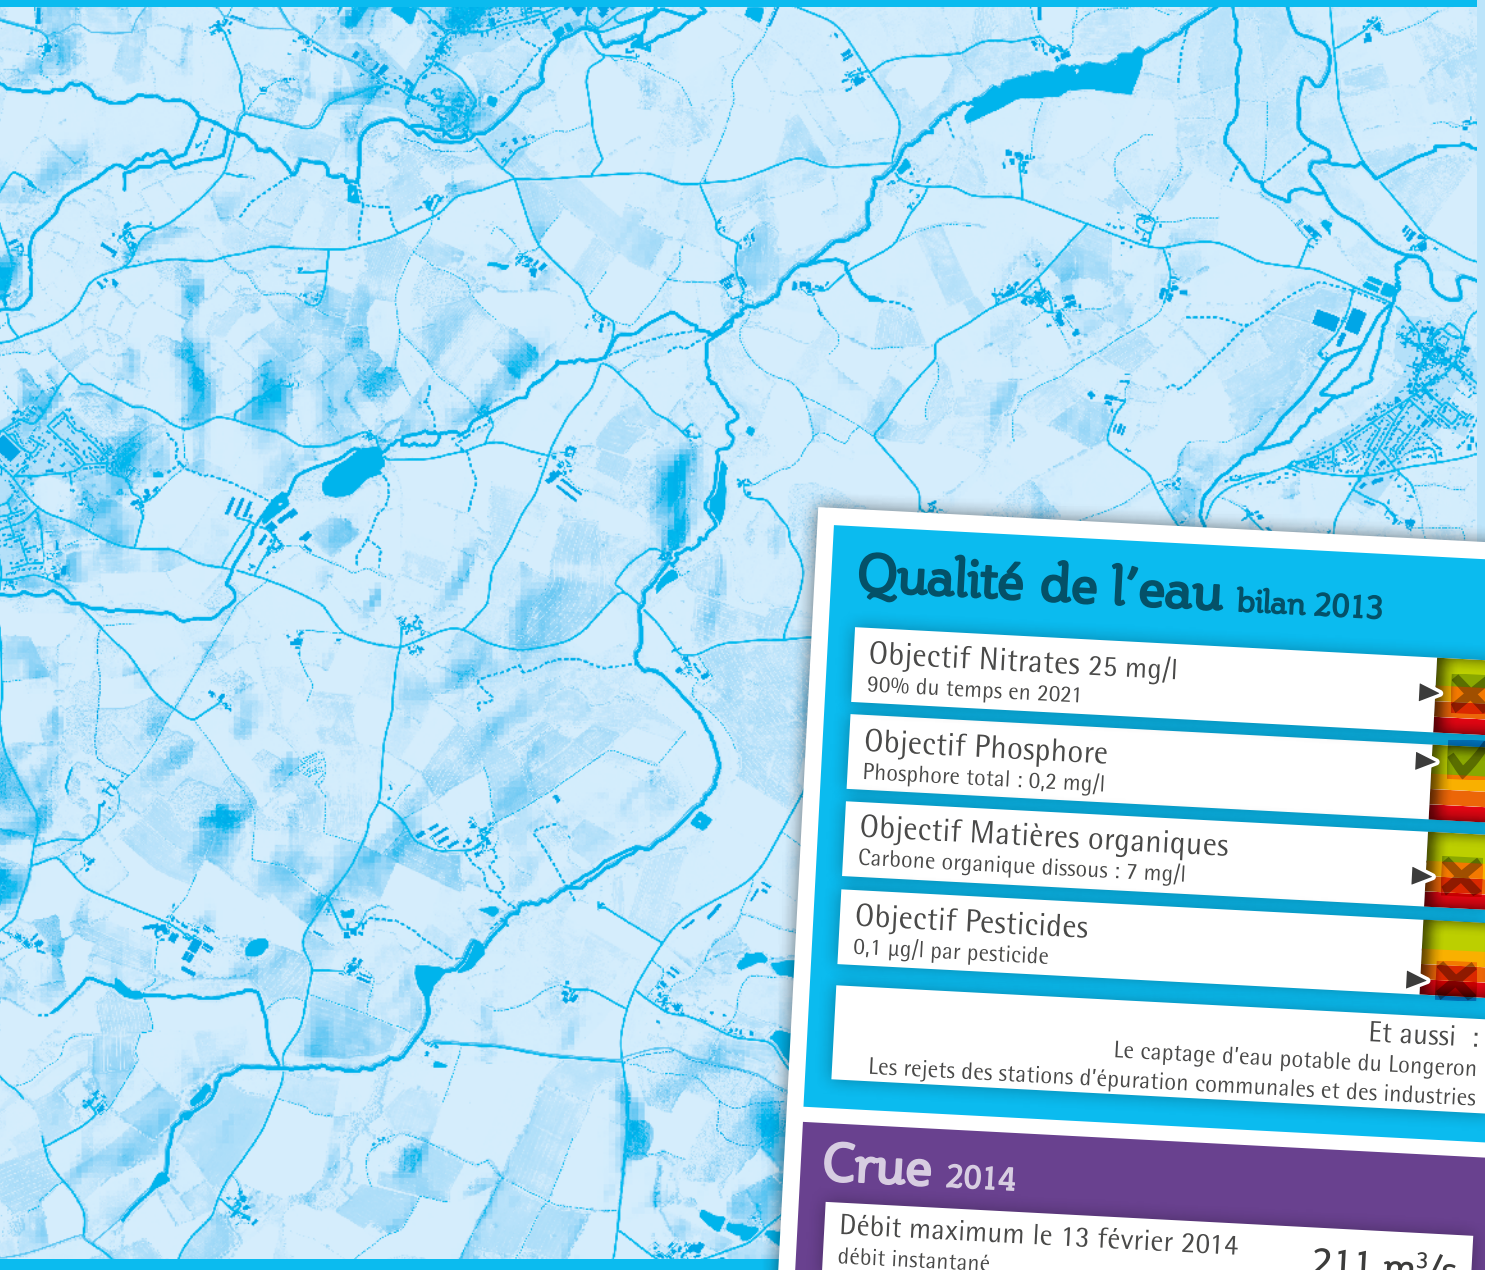 Qualité de l’eau bilan 2013
Objectif Nitrates 25 mg/l
90% du temps en 2021
Objectif Phosphore
Phosphore total : 0,2 mg/l
Objectif Matières organiques
Carbone organique dissous : 7 mg/l
Objectif Pesticides
0,1 µg/l par pesticide
Et aussi :
Le captage d’eau potable du Longeron
Les rejets des stations d’épuration communales et des industries
Crue 2014
Débit maximum le 13 février 2014
débit instantané
211 m³/s